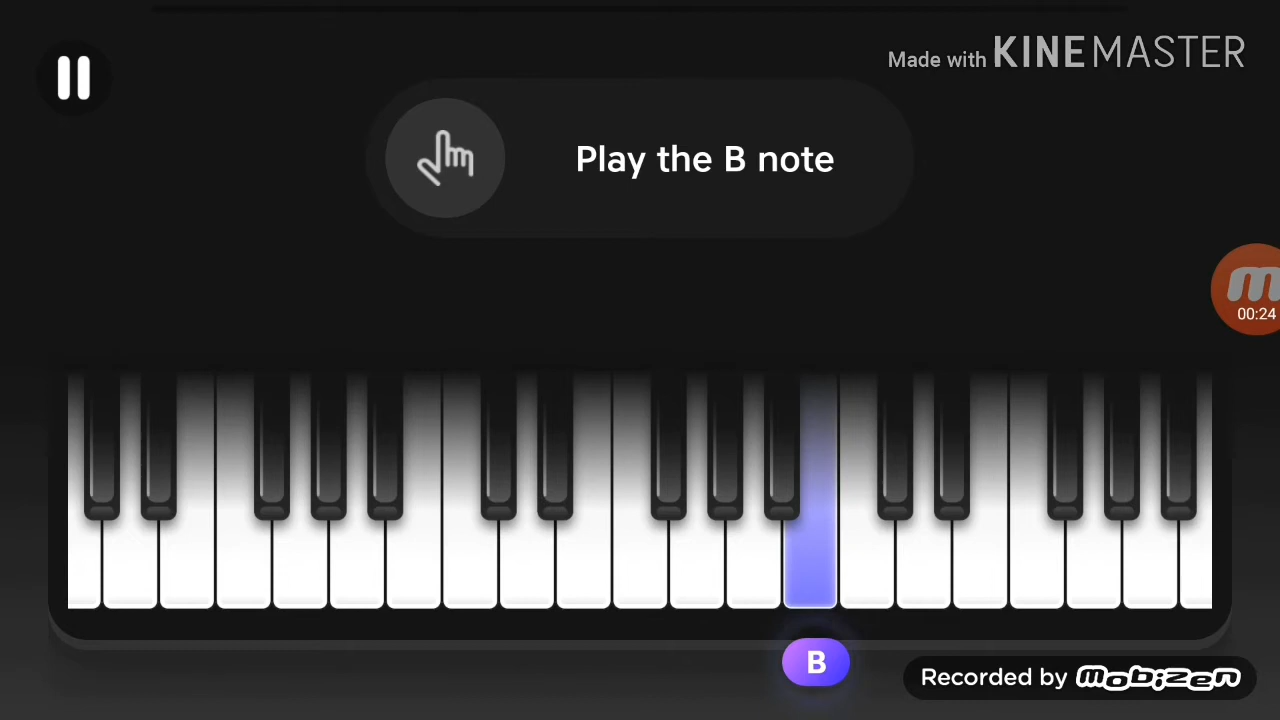 Made with KINEMASTER
Play the B note
00:24
B
Recorded by mobizen